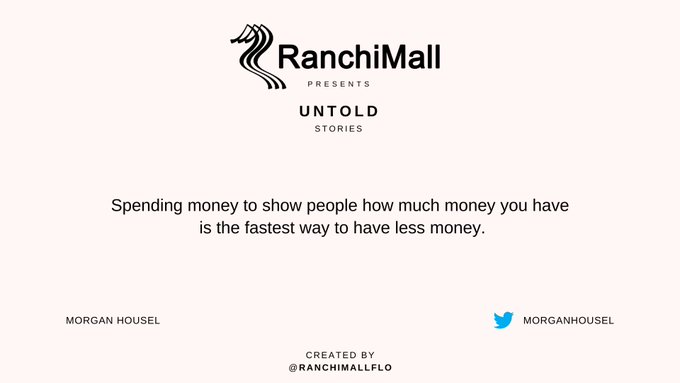 RanchiMall
PRESENTS
UNTOLD
STORIES
Spending money to show people how much money you have
is the fastest way to have less money.
MORGAN HOUSEL
MORGANHOUSEL
CREATED BY
@RANCHIMALLFLO